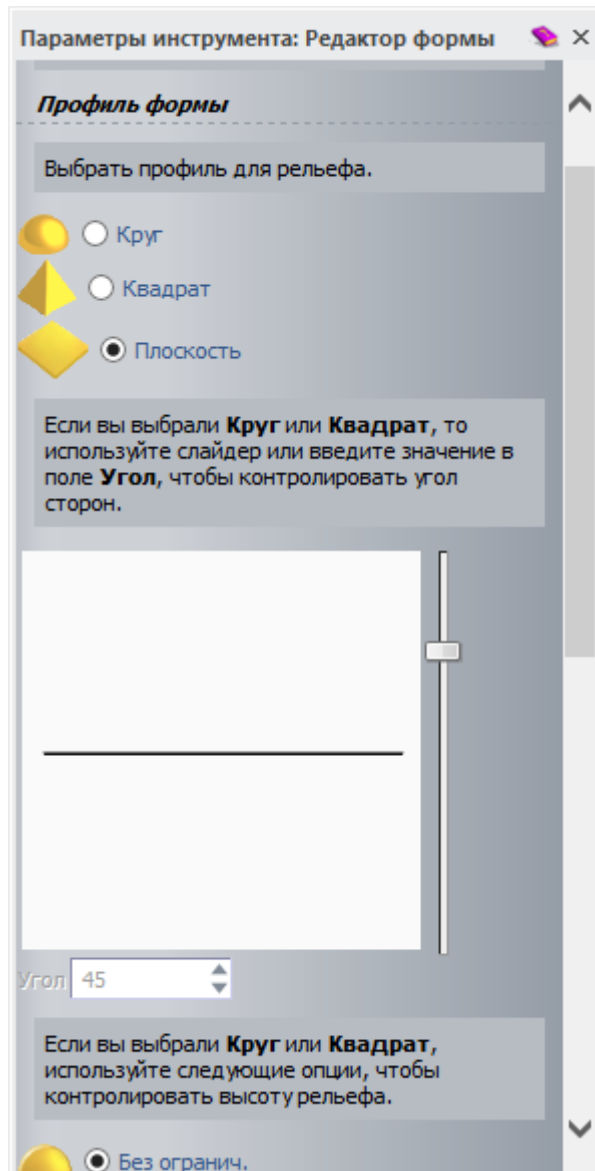 Параметры инструмента: Редактор формы
Профиль формы
Выбрать профиль для рельефа.
Круг
Квадрат
Плоскость
Если вы выбрали Круг или Квадрат, то
используйте слайдер или введите значение в
поле Угол, чтобы контролировать угол
сторон.
Угол 45
Если вы выбрали Круг или Квадрат,
используйте следующие опции, чтобы
контролировать высоту рельефа.
Без огранич.